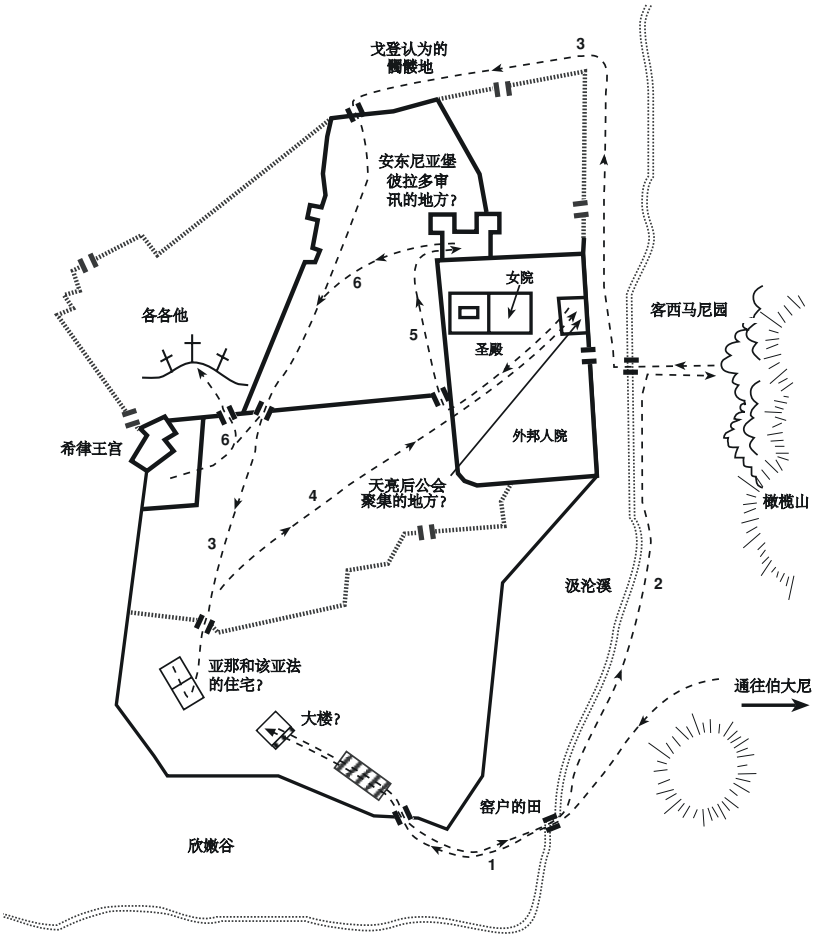 3
戈登认为的
髑髅地
安东尼亚堡
彼拉多审
讯的地方?
6
女院
客西马尼园
各各他
5
圣殿
希律王宫
6
外邦人院
天亮后公会
聚集的地方?
4
橄榄山
3
汲沦溪
2
亚那和该亚法
的住宅?
通往伯大尼
大楼?
窑户的田
欣嫩谷
1